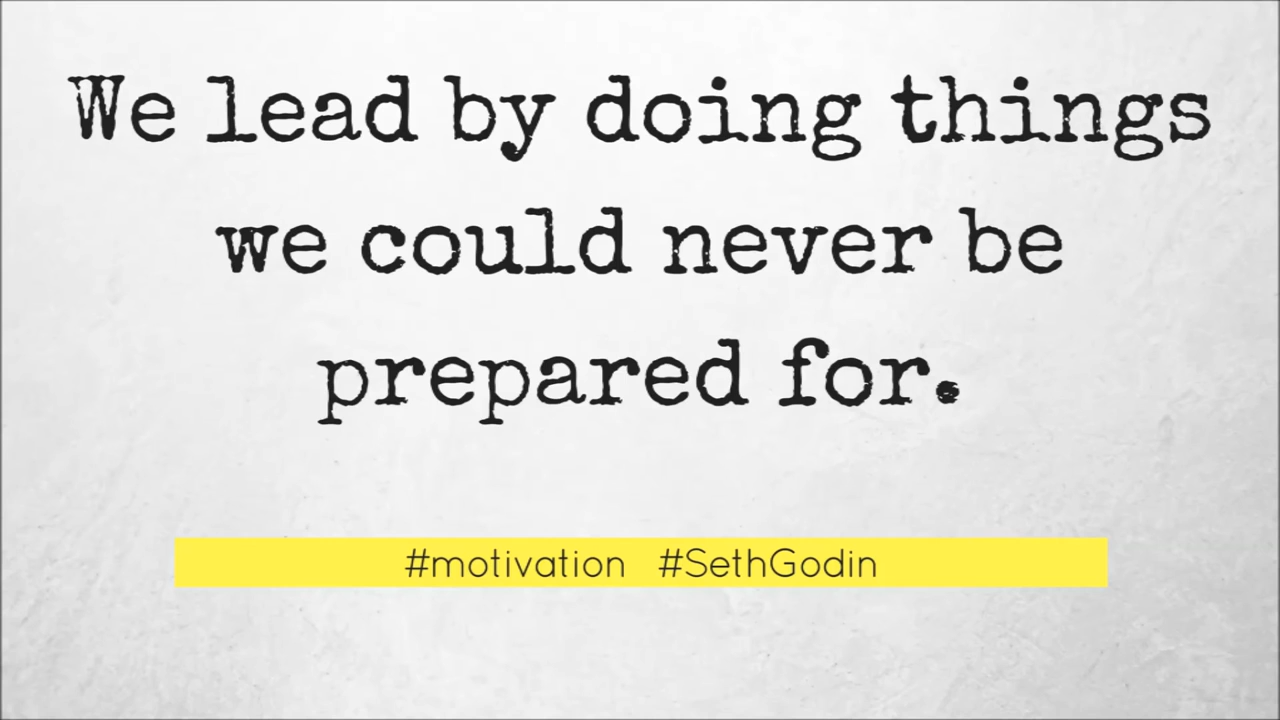 We lead by doing things
we could never be
prepared for.
#motivation #SethGodin